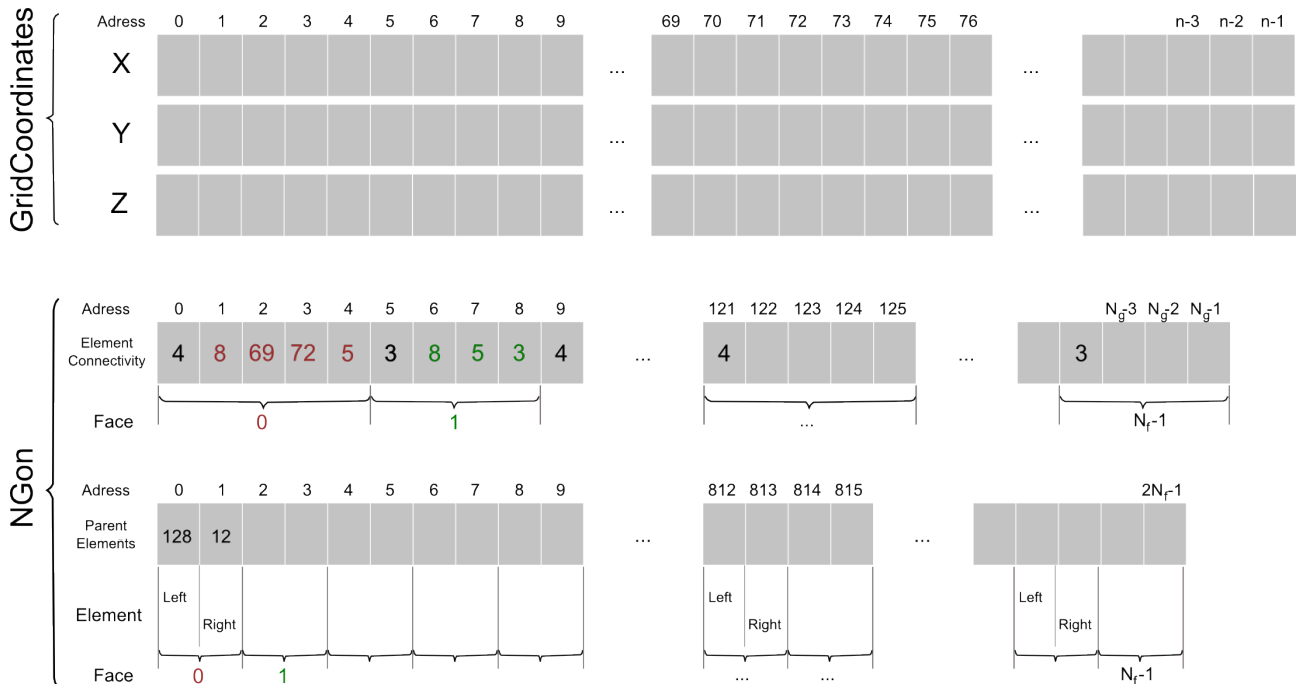 GridCoordinates
Adress 0 1 2 3 4 5 6 7 8 9 69 70 71 72 73 74 75 76 n-3 n-2 n-1
X ... ...
Y ... ...
Z ... ...
NGon
Adress 0 1 2 3 4 5 6 7 8 9 121 122 123 124 125 Ng-3 Ng-2 Ng-1
Element
Connectivity
4 8 69 72 5 3 8 5 3 4 ... 4 ... 3
Face 0 1 ... Nf-1
Adress 0 1 2 3 4 5 6 7 8 9 812 813 814 815 2Nf-1
Parent
Elements
128 12 ... ...
Left Left Left
Element
Right Right Right
Face 0 1 ... ... Nf-1